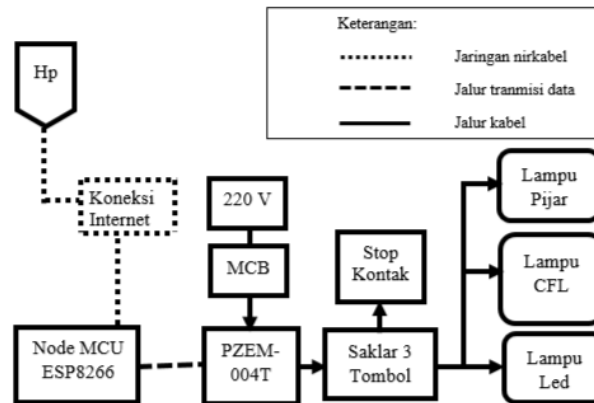 Hp
Keterangan:
Jaringan nirkabel
Jalur tranmisi data
Jalur kabel
Koneksi
Internet
220 V
MCB
Stop
Kontak
Lampu
Pijar
Lampu
CFL
Node MCU
ESP8266
PZEM-
004T
Saklar 3
Tombol
Lampu
Led